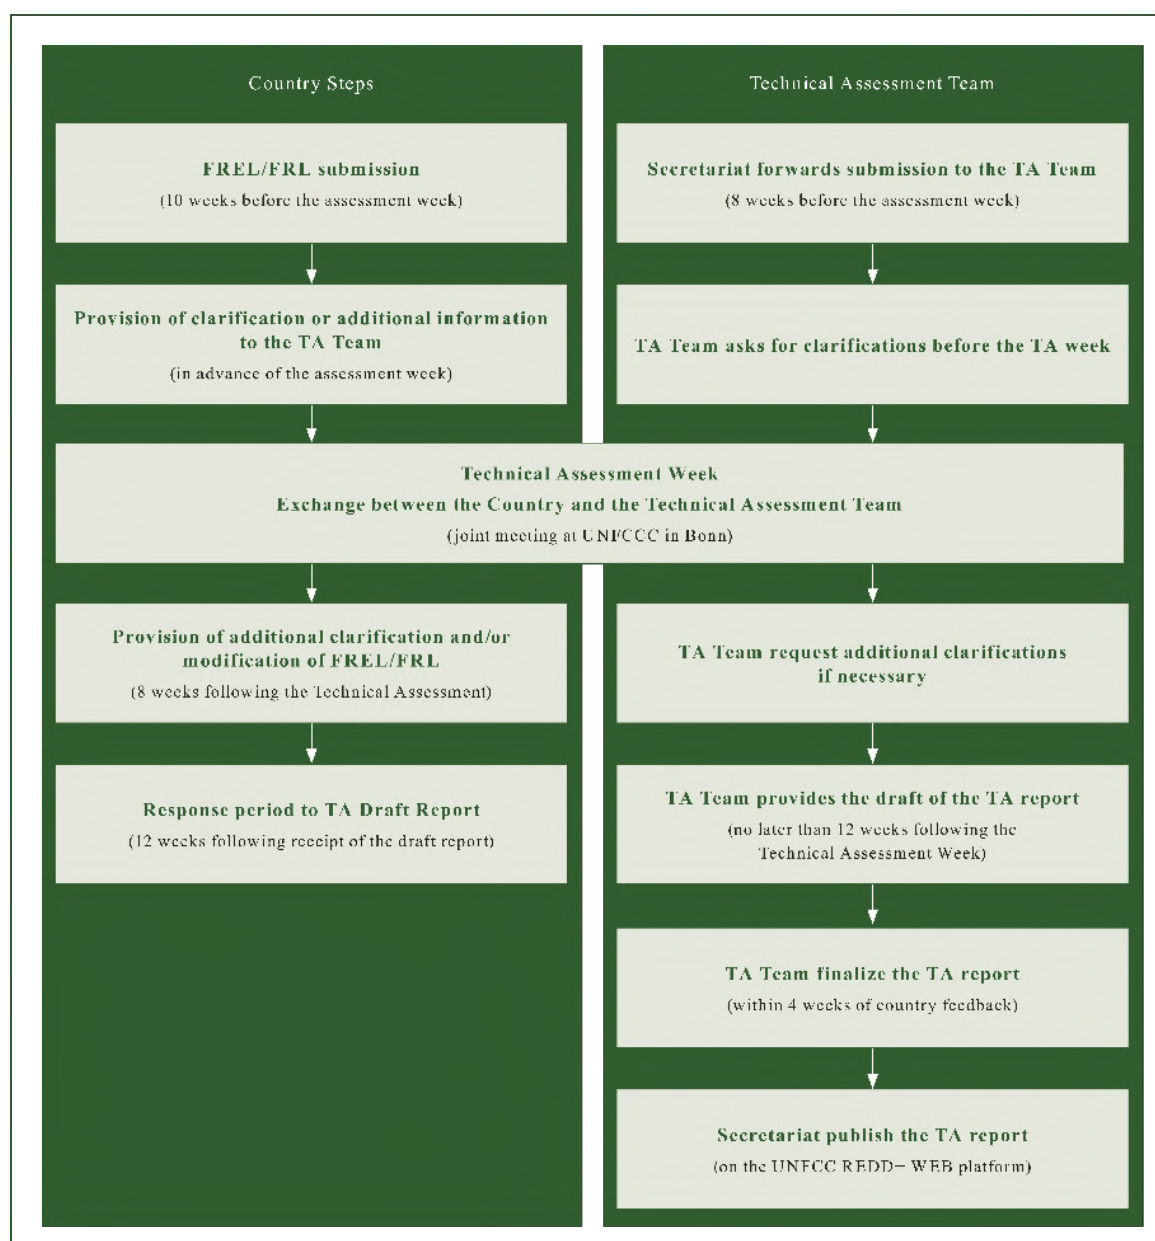 Country Steps
FREL/FRL submission
(10 weeks before the assessment week)
Provision of clarification or additional information
to the TA Team
(in advance of the assessment week)
Technical Assessment Team
Secretariat forwards submission to the TA Team
(8 weeks before the assessment week)
TA Team asks for clarifications before the TA week
Technical Assessment Week
Exchange between the Country and the Technical Assessment Team
(joint meeting at UNFCCC in Bonn)
Provision of additional clarification and/or
modification of FREL/FRL
(8 weeks following the Technical Assessment)
Response period to TA Draft Report
(12 weeks following receipt of the draft report)
TA Team request additional clarifications
if necessary
TA Team provides the draft of the TA report
(no later than 12 weeks following the
Technical Assessment Week)
TA Team finalize the TA report
(within 4 weeks of country feedback)
Secretariat publish the TA report
(on the UNFCC REDD− WEB platform)